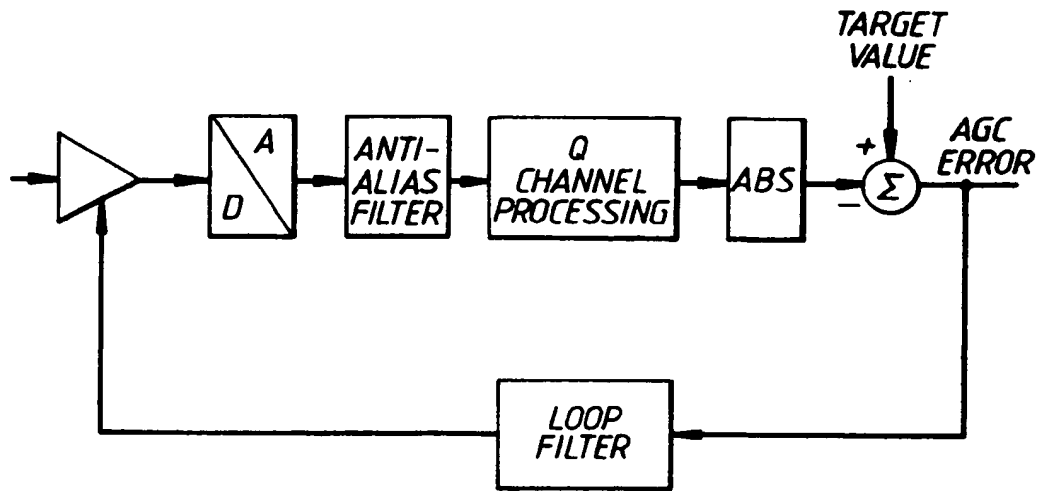 TARGET
VALUE
A
D
ANTI-
ALIAS
FILTER
Q
CHANNEL
PROCESSING
ABS
+
Σ
−
AGC
ERROR
LOOP
FILTER